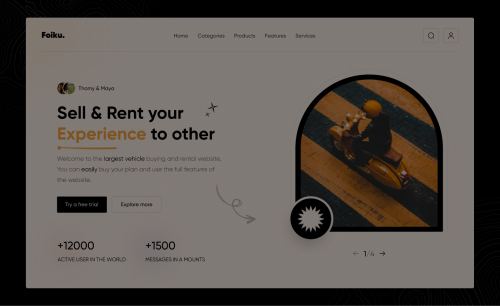 Foiku.
Home Categories Products Features Services
Thomy & Maya
Sell & Rent your
Experience to other
Welcome to the largest vehicle buying and rental website.
You can easily buy your plan and use the full features of
the website.
Try a free trial Explore more
+12000 +1500
ACTIVE USER IN THE WORLD MESSAGES IN A MOUNTS
1/4